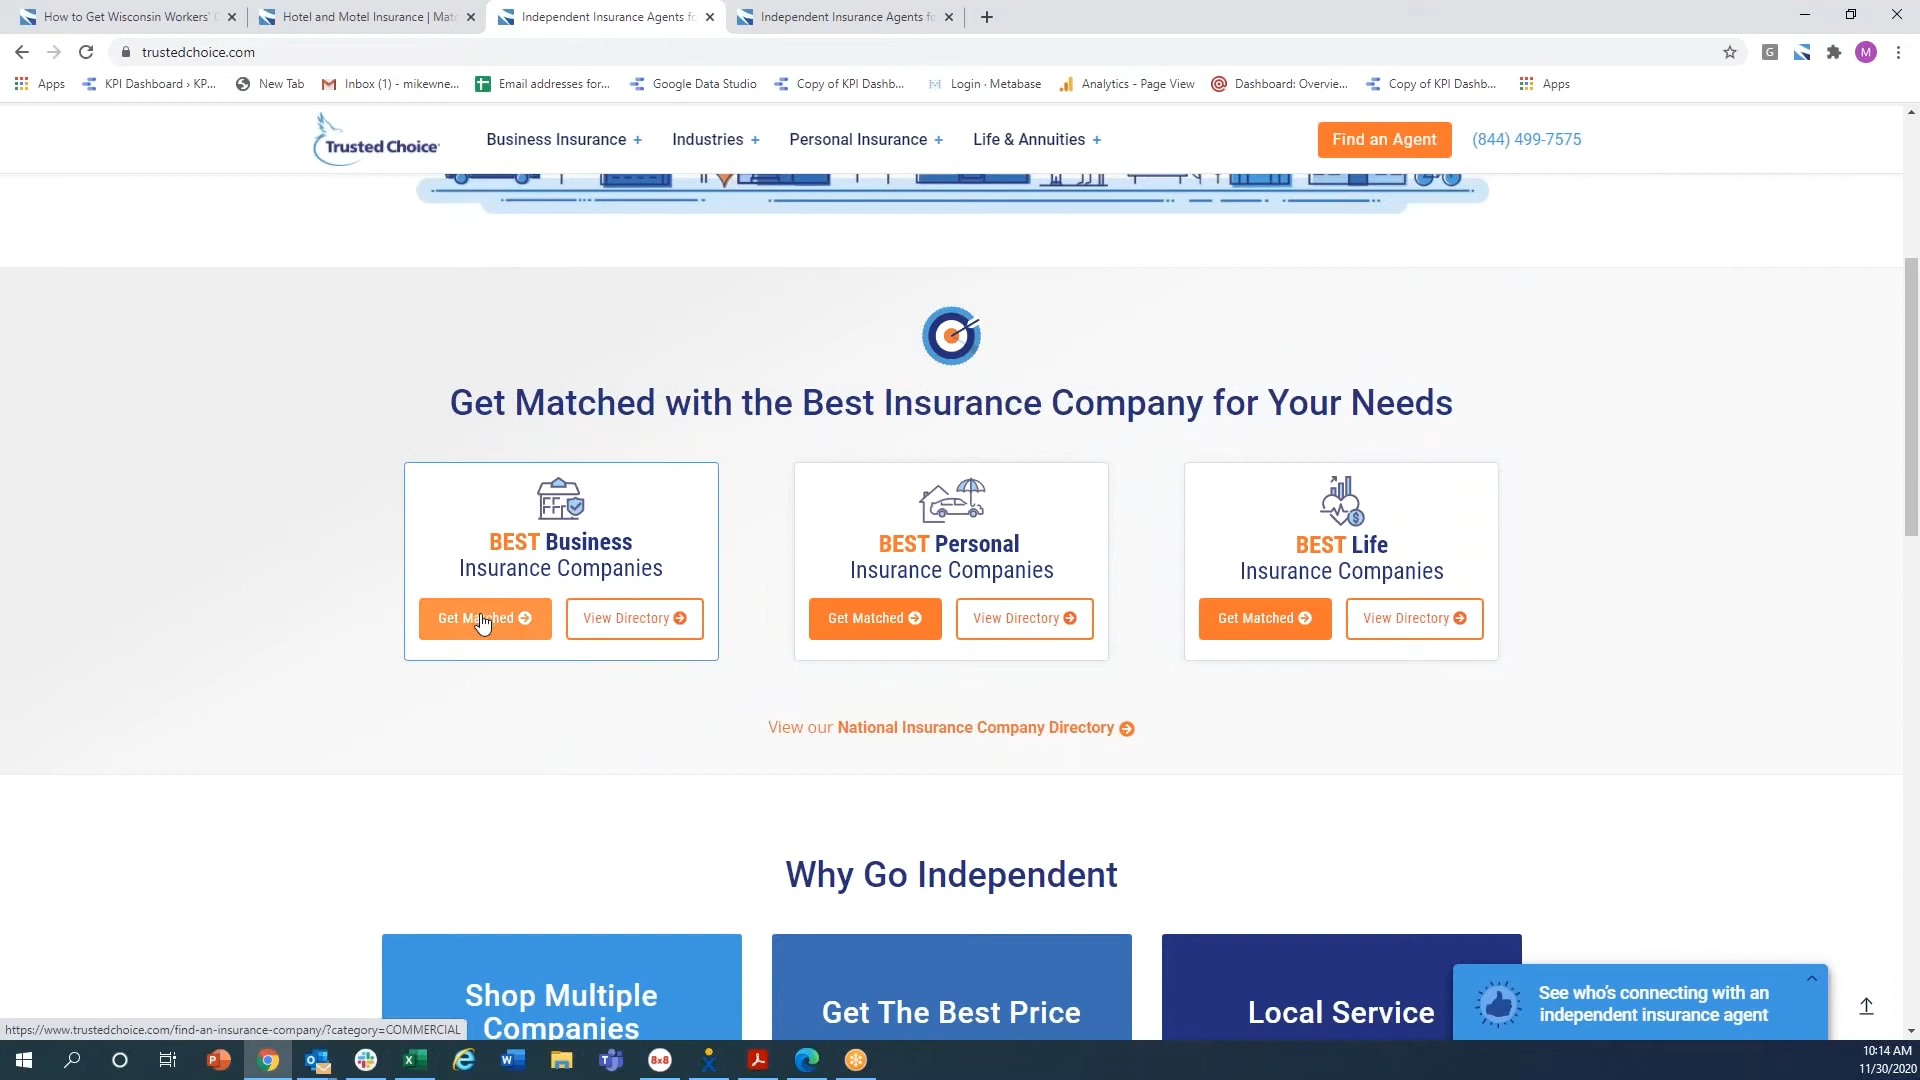 How to Get Wisconsin Workers'
Hotel and Motel Insurance | Mat
Independent Insurance Agents fo
Independent Insurance Agents fo
trustedchoice.com
G
M
Apps
KPI Dashboard › KP...
New Tab
Inbox (1) - mikewne...
Email addresses for...
Google Data Studio
Copy of KPI Dashb...
Login · Metabase
Analytics - Page View
Dashboard: Overvie...
Copy of KPI Dashb...
Apps
Trusted Choice
Business Insurance +
Industries +
Personal Insurance +
Life & Annuities +
Find an Agent
(844) 499-7575
Get Matched with the Best Insurance Company for Your Needs
BEST Business
Insurance Companies
Get Matched
View Directory
BEST Personal
Insurance Companies
Get Matched
View Directory
BEST Life
Insurance Companies
Get Matched
View Directory
View our National Insurance Company Directory
Why Go Independent
Shop Multiple
Companies
Get The Best Price
Local Service
See who's connecting with an
independent insurance agent
https://www.trustedchoice.com/find-an-insurance-company/?category=COMMERCIAL
8x8
10:14 AM
11/30/2020